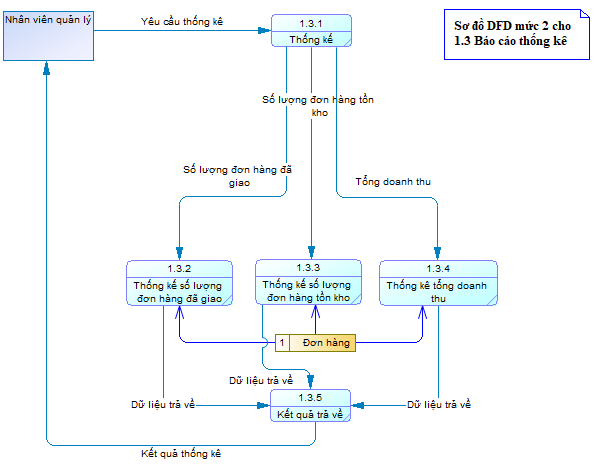 Nhân viên quản lý
Yêu cầu thống kê
1.3.1
Thống kế
Sơ đồ DFD mức 2 cho
1.3 Báo cáo thống kê
Số lượng đơn hàng tồn
kho
Số lượng đơn hàng đã
giao
Tổng doanh thu
1.3.2
Thống kế số lượng
đơn hàng đã giao
1.3.3
Thống kế số lượng
đơn hàng tồn kho
1.3.4
Thống kê tổng doanh
thu
1
Đơn hàng
Dữ liệu trả về
Dữ liệu trả về
Dữ liệu trả về
1.3.5
Kết quả trả về
Kết quả thống kê